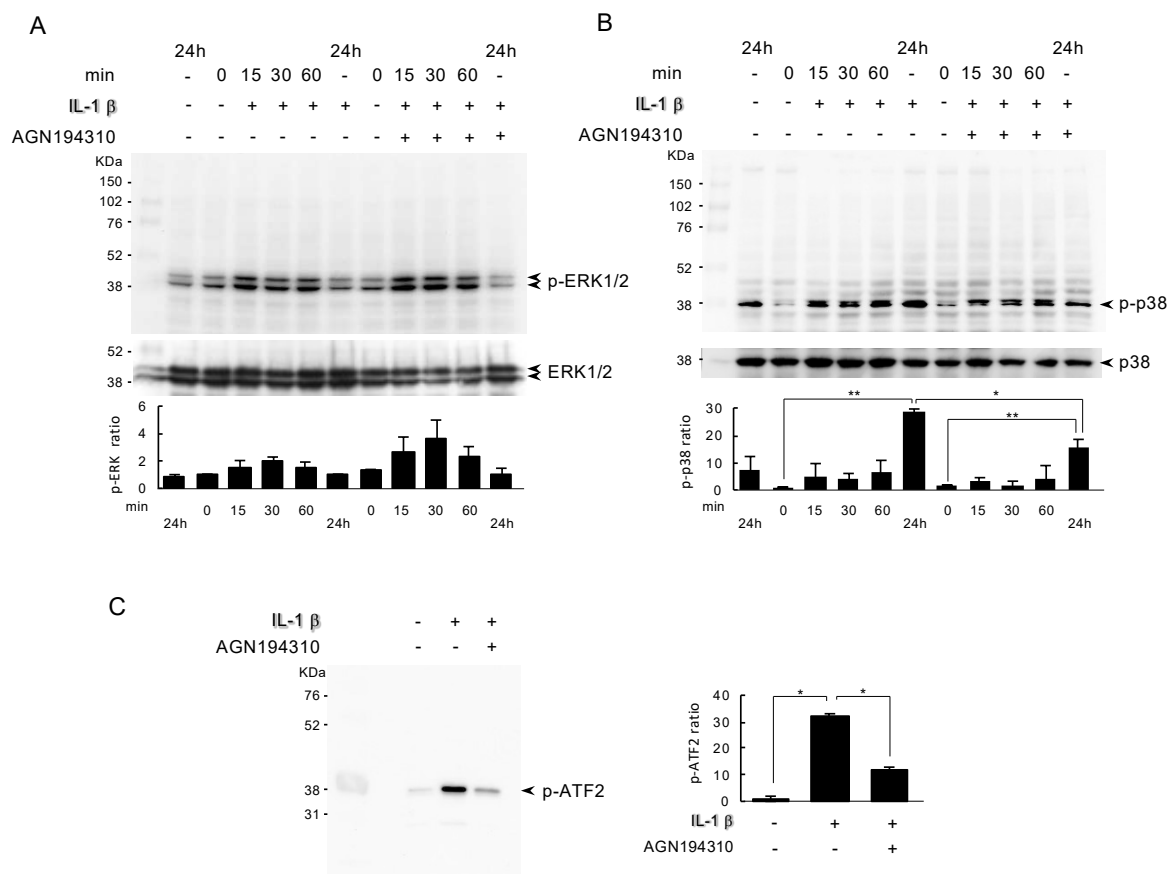 A
24h 24h 24h
min - 0 15 30 60 - 0 15 30 60 -
IL-1 β - - + + + + - + + + +
AGN194310 - - - - - - - + + + +
KDa
150 -
102 -
76 -
52 -
38 -
p-ERK1/2
52 -
38 -
ERK1/2
p-ERK ratio
6
4
2
0
min 0 15 30 60 0 15 30 60
24h 24h 24h
B
24h 24h 24h
min - 0 15 30 60 - 0 15 30 60 -
IL-1 β - - + + + + - + + + +
AGN194310 - - - - - - - + + + +
KDa
150 -
102 -
76 -
52 -
38 -
p-p38
38 -
p38
p-p38 ratio
30
20
10
0
** *
**
min 0 15 30 60 0 15 30 60
24h 24h 24h
C
IL-1 β - + +
AGN194310 - - +
KDa
76 -
52 -
38 -
31 -
p-ATF2
p-ATF2 ratio
40
30
20
10
0
* *
IL-1 β - + +
AGN194310 - - +